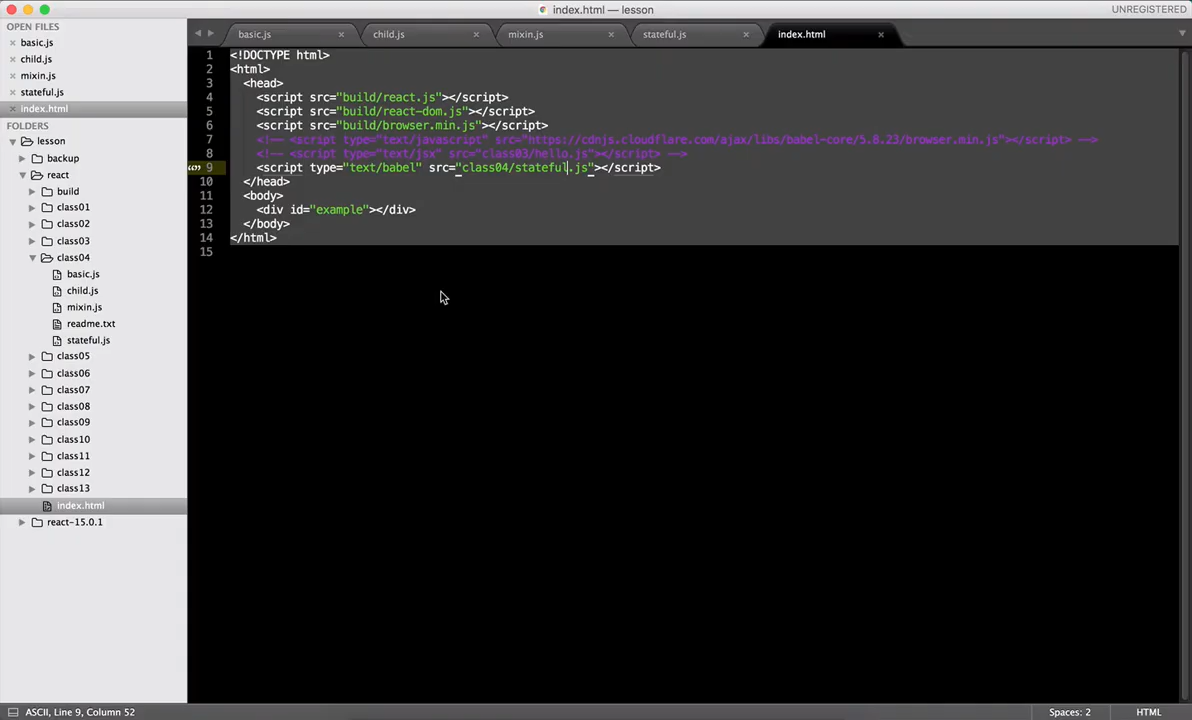 index.html — lesson
UNREGISTERED
OPEN FILES
basic.js
child.js
mixin.js
stateful.js
index.html
FOLDERS
lesson
backup
react
build
class01
class02
class03
class04
basic.js
child.js
mixin.js
readme.txt
stateful.js
class05
class06
class07
class08
class09
class10
class11
class12
class13
index.html
react-15.0.1
basic.js
child.js
mixin.js
stateful.js
index.html
1 <!DOCTYPE html>
2 <html>
3 <head>
4 <script src="build/react.js"></script>
5 <script src="build/react-dom.js"></script>
6 <script src="build/browser.min.js"></script>
7 <!-- <script type="text/javascript" src="https://cdnjs.cloudflare.com/ajax/libs/babel-core/5.8.23/browser.min.js"></script> -->
8 <!-- <script type="text/jsx" src="class03/hello.js"></script> -->
9 <script type="text/babel" src="class04/stateful.js"></script>
10 </head>
11 <body>
12 <div id="example"></div>
13 </body>
14 </html>
15
ASCII, Line 9, Column 52
Spaces: 2
HTML